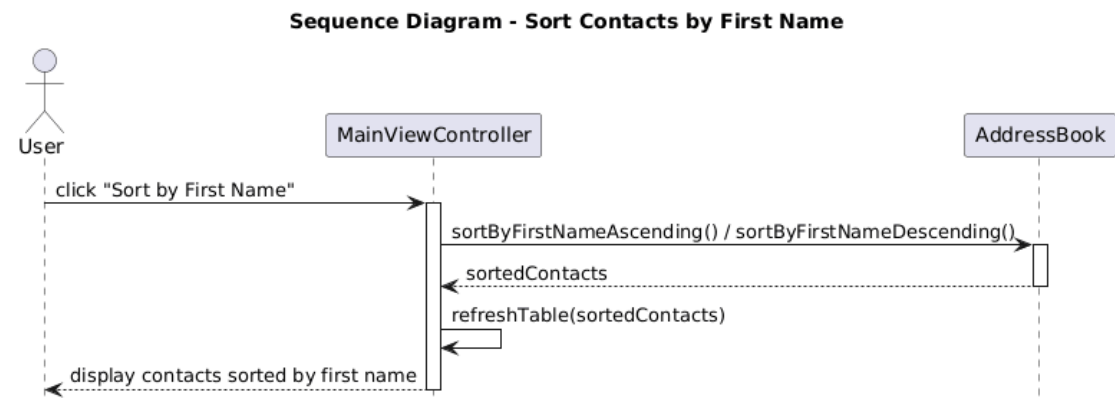 Sequence Diagram - Sort Contacts by First Name
User
MainViewController
AddressBook
click "Sort by First Name"
sortByFirstNameAscending() / sortByFirstNameDescending()
sortedContacts
refreshTable(sortedContacts)
display contacts sorted by first name